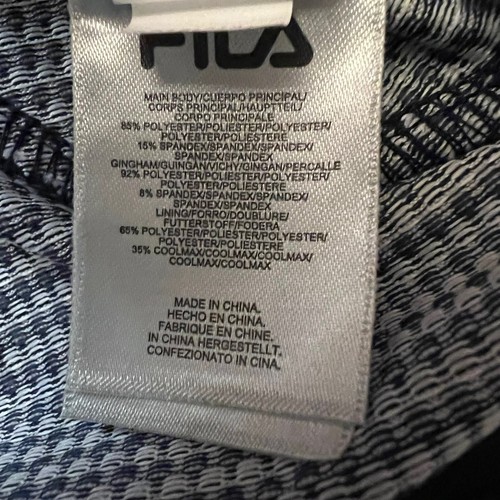 FILA
MAIN BODY/CUERPO PRINCIPAL/
CORPS PRINCIPAL/HAUPTTEIL/
CORPO PRINCIPALE
85% POLYESTER/POLIESTER/POLYESTER/
POLYESTER/POLIESTERE
15% SPANDEX/SPANDEX/SPANDEX/
SPANDEX/SPANDEX
GINGHAM/GUINGAN/VICHY/GINGAN/PERCALLE
92% POLYESTER/POLIESTER/POLYESTER/
POLYESTER/POLIESTERE
8% SPANDEX/SPANDEX/SPANDEX/
SPANDEX/SPANDEX
LINING/FORRO/DOUBLURE/
FUTTERSTOFF/FODERA
65% POLYESTER/POLIESTER/POLYESTER/
POLYESTER/POLIESTERE
35% COOLMAX/COOLMAX/COOLMAX/
COOLMAX/COOLMAX
MADE IN CHINA.
HECHO EN CHINA.
FABRIQUE EN CHINE.
IN CHINA HERGESTELLT.
CONFEZIONATO IN CINA.